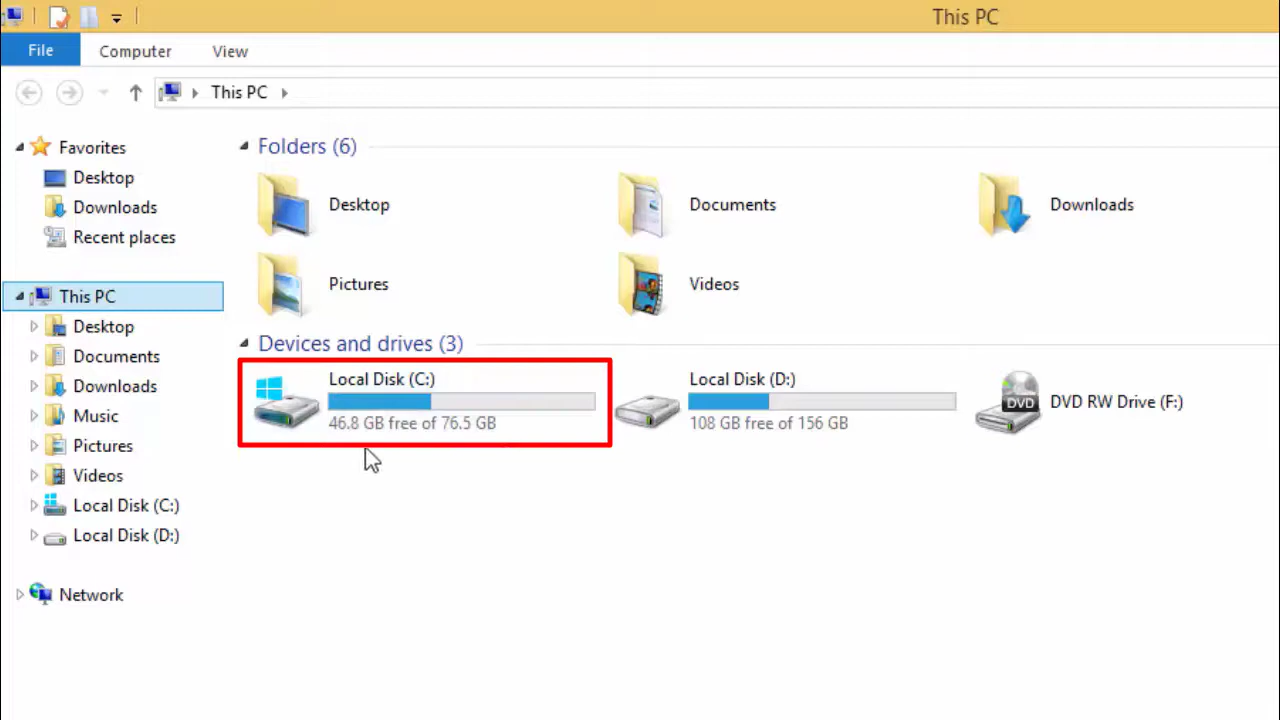 This PC
File
Computer
View
This PC
Favorites
Desktop
Downloads
Recent places
This PC
Desktop
Documents
Downloads
Music
Pictures
Videos
Local Disk (C:)
Local Disk (D:)
Network
Folders (6)
Desktop
Documents
Downloads
Pictures
Videos
Devices and drives (3)
Local Disk (C:)
46.8 GB free of 76.5 GB
Local Disk (D:)
108 GB free of 156 GB
DVD
DVD RW Drive (F:)